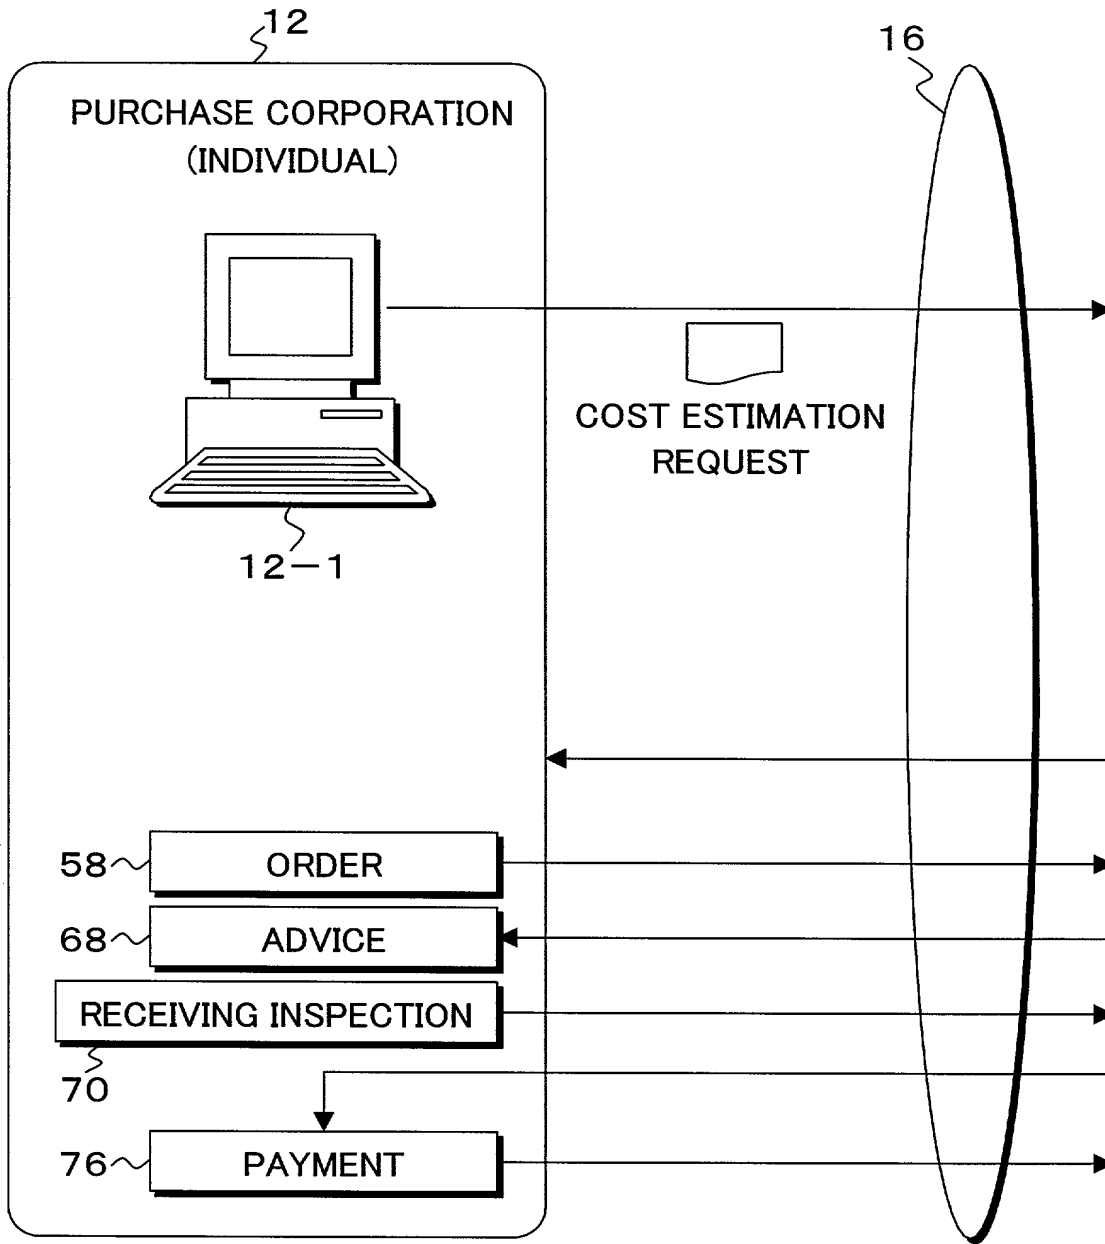 12
16
PURCHASE CORPORATION
(INDIVIDUAL)
COST ESTIMATION
REQUEST
12-1
58
ORDER
68
ADVICE
RECEIVING INSPECTION
70
76
PAYMENT